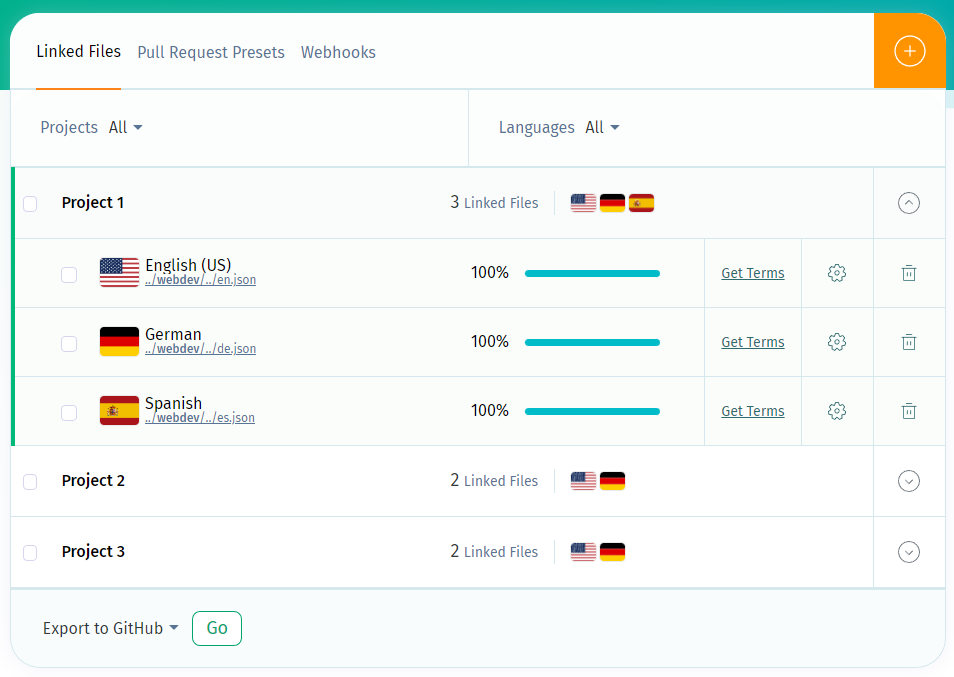 Linked Files Pull Request Presets Webhooks
Projects All Languages All
Project 1 3 Linked Files
English (US) 100% Get Terms
../webdev/../en.json
German 100% Get Terms
../webdev/../de.json
Spanish 100% Get Terms
../webdev/../es.json
Project 2 2 Linked Files
Project 3 2 Linked Files
Export to GitHub Go